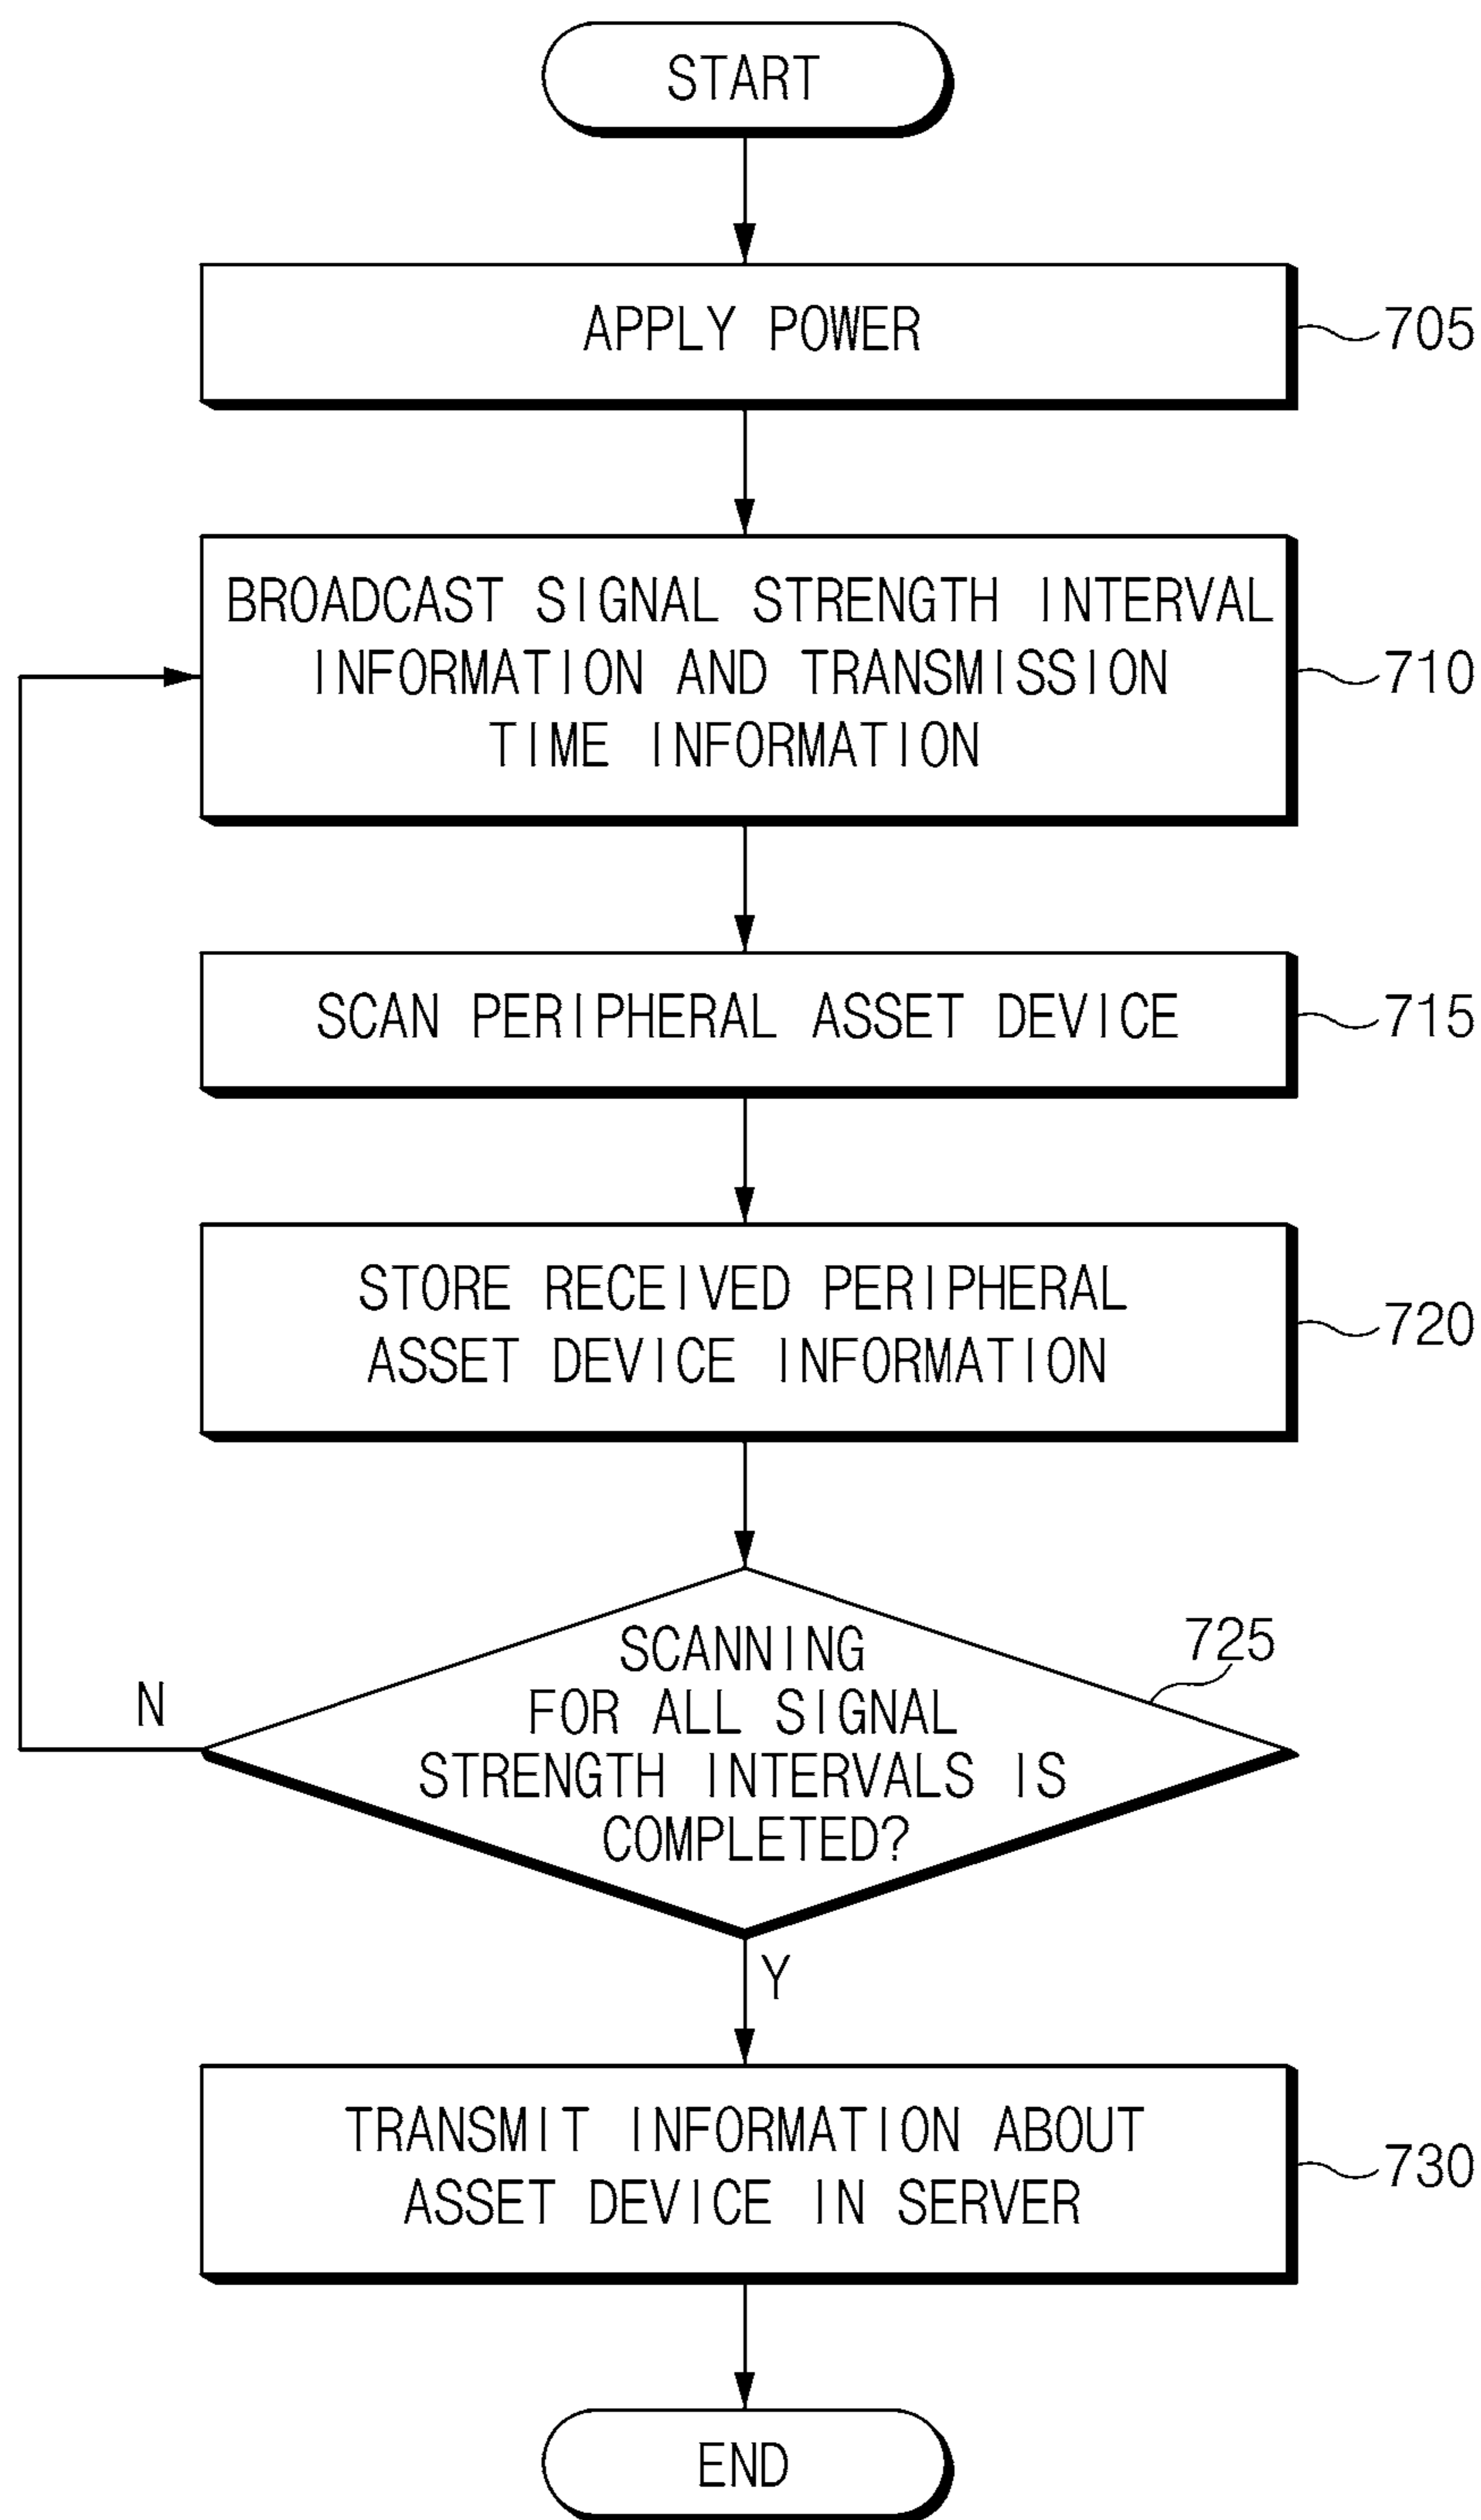 START
APPLY POWER
705
BROADCAST SIGNAL STRENGTH INTERVAL
INFORMATION AND TRANSMISSION
TIME INFORMATION
710
SCAN PERIPHERAL ASSET DEVICE
715
STORE RECEIVED PERIPHERAL
ASSET DEVICE INFORMATION
720
SCANNING
FOR ALL SIGNAL
STRENGTH INTERVALS IS
COMPLETED?
725
N
Y
TRANSMIT INFORMATION ABOUT
ASSET DEVICE IN SERVER
730
END